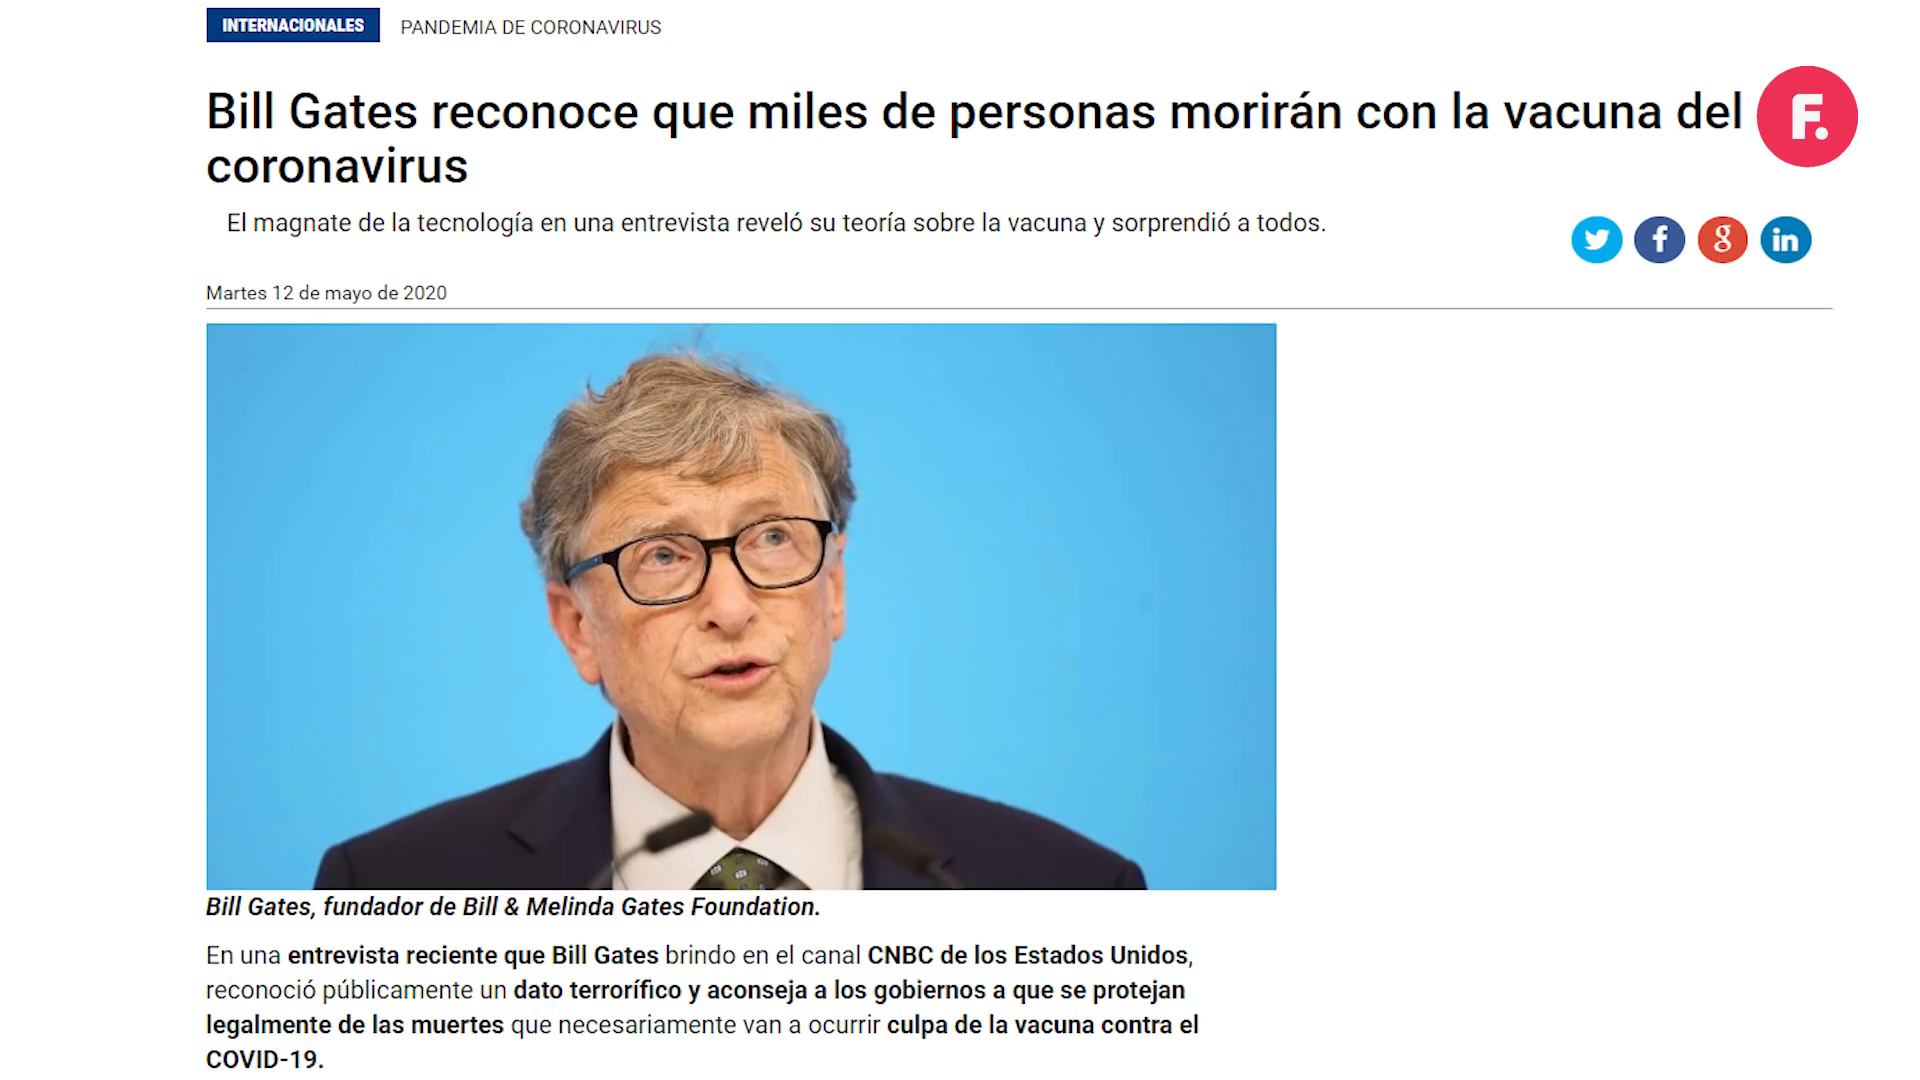 INTERNACIONALES PANDEMIA DE CORONAVIRUS
Bill Gates reconoce que miles de personas morirán con la vacuna del
coronavirus
F.
El magnate de la tecnología en una entrevista reveló su teoría sobre la vacuna y sorprendió a todos.
f g in
Martes 12 de mayo de 2020
Bill Gates, fundador de Bill & Melinda Gates Foundation.
En una entrevista reciente que Bill Gates brindo en el canal CNBC de los Estados Unidos,
reconoció públicamente un dato terrorífico y aconseja a los gobiernos a que se protejan
legalmente de las muertes que necesariamente van a ocurrir culpa de la vacuna contra el
COVID-19.